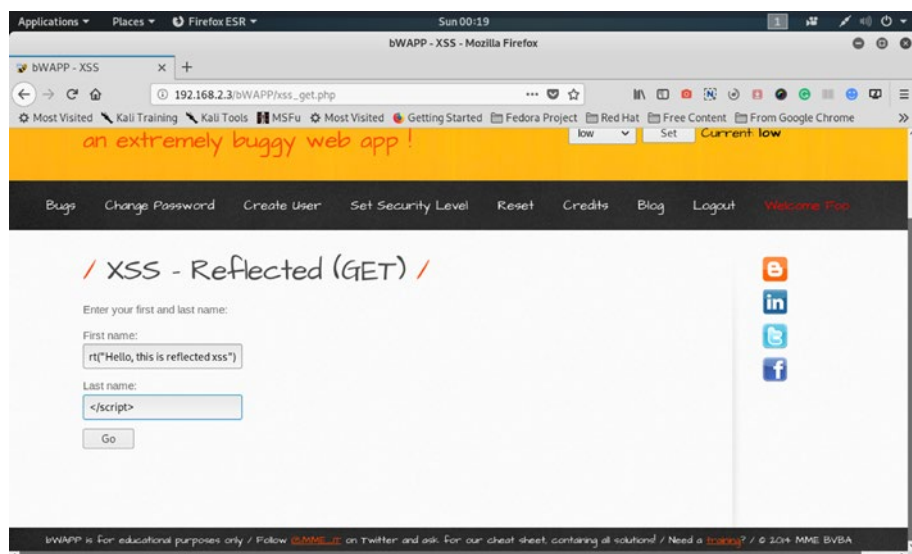 Applications Places Firefox ESR Sun 00:19 1
bWAPP - XSS - Mozilla Firefox
bWAPP - XSS × +
192.168.2.3/bWAPP/xss_get.php
Most Visited Kali Training Kali Tools MSFu Most Visited Getting Started Fedora Project Red Hat Free Content From Google Chrome »
an extremely buggy web app ! low Set Current: low
Bugs Change Password Create User Set Security Level Reset Credits Blog Logout Welcome Foo
/ XSS - Reflected (GET) /
Enter your first and last name:
First name:
rt("Hello, this is reflected xss")
Last name:
</script>
Go
bWAPP is for educational purposes only / Follow @MME_IT on Twitter and ask for our cheat sheet, containing all solutions! / Need a training? / © 2014 MME BVBA